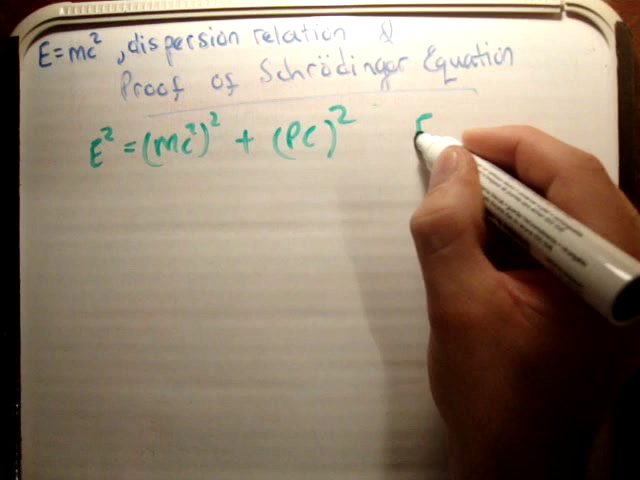 E=mc², dispersion relation &
Proof of Schrödinger Equation
E² = (mc²)² + (Pc)²